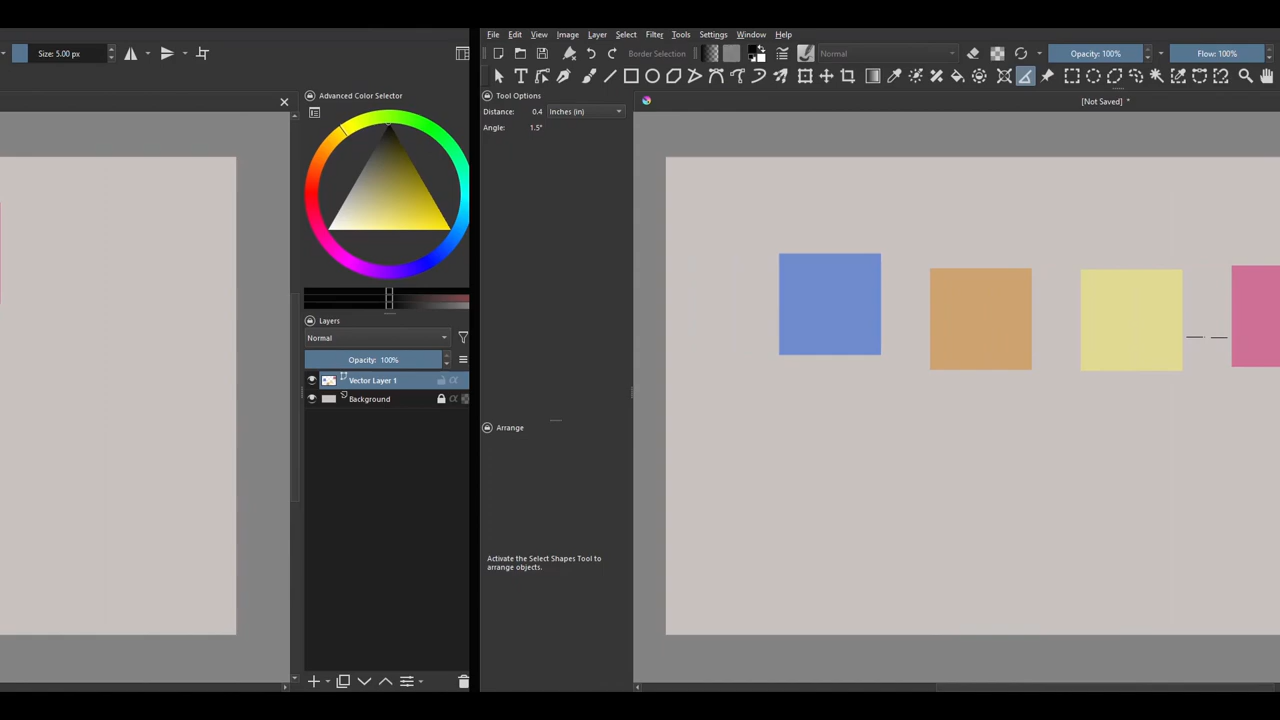 Size: 5.00 px
Advanced Color Selector
Layers
Normal
Opacity: 100%
Vector Layer 1
Background
File Edit View Image Layer Select Filter Tools Settings Window Help
Border Selection
Normal
Opacity: 100%
Flow: 100%
Tool Options
[Not Saved] *
Distance: 0.4 Inches (in)
Angle: 1.5°
Arrange
Activate the Select Shapes Tool to
arrange objects.